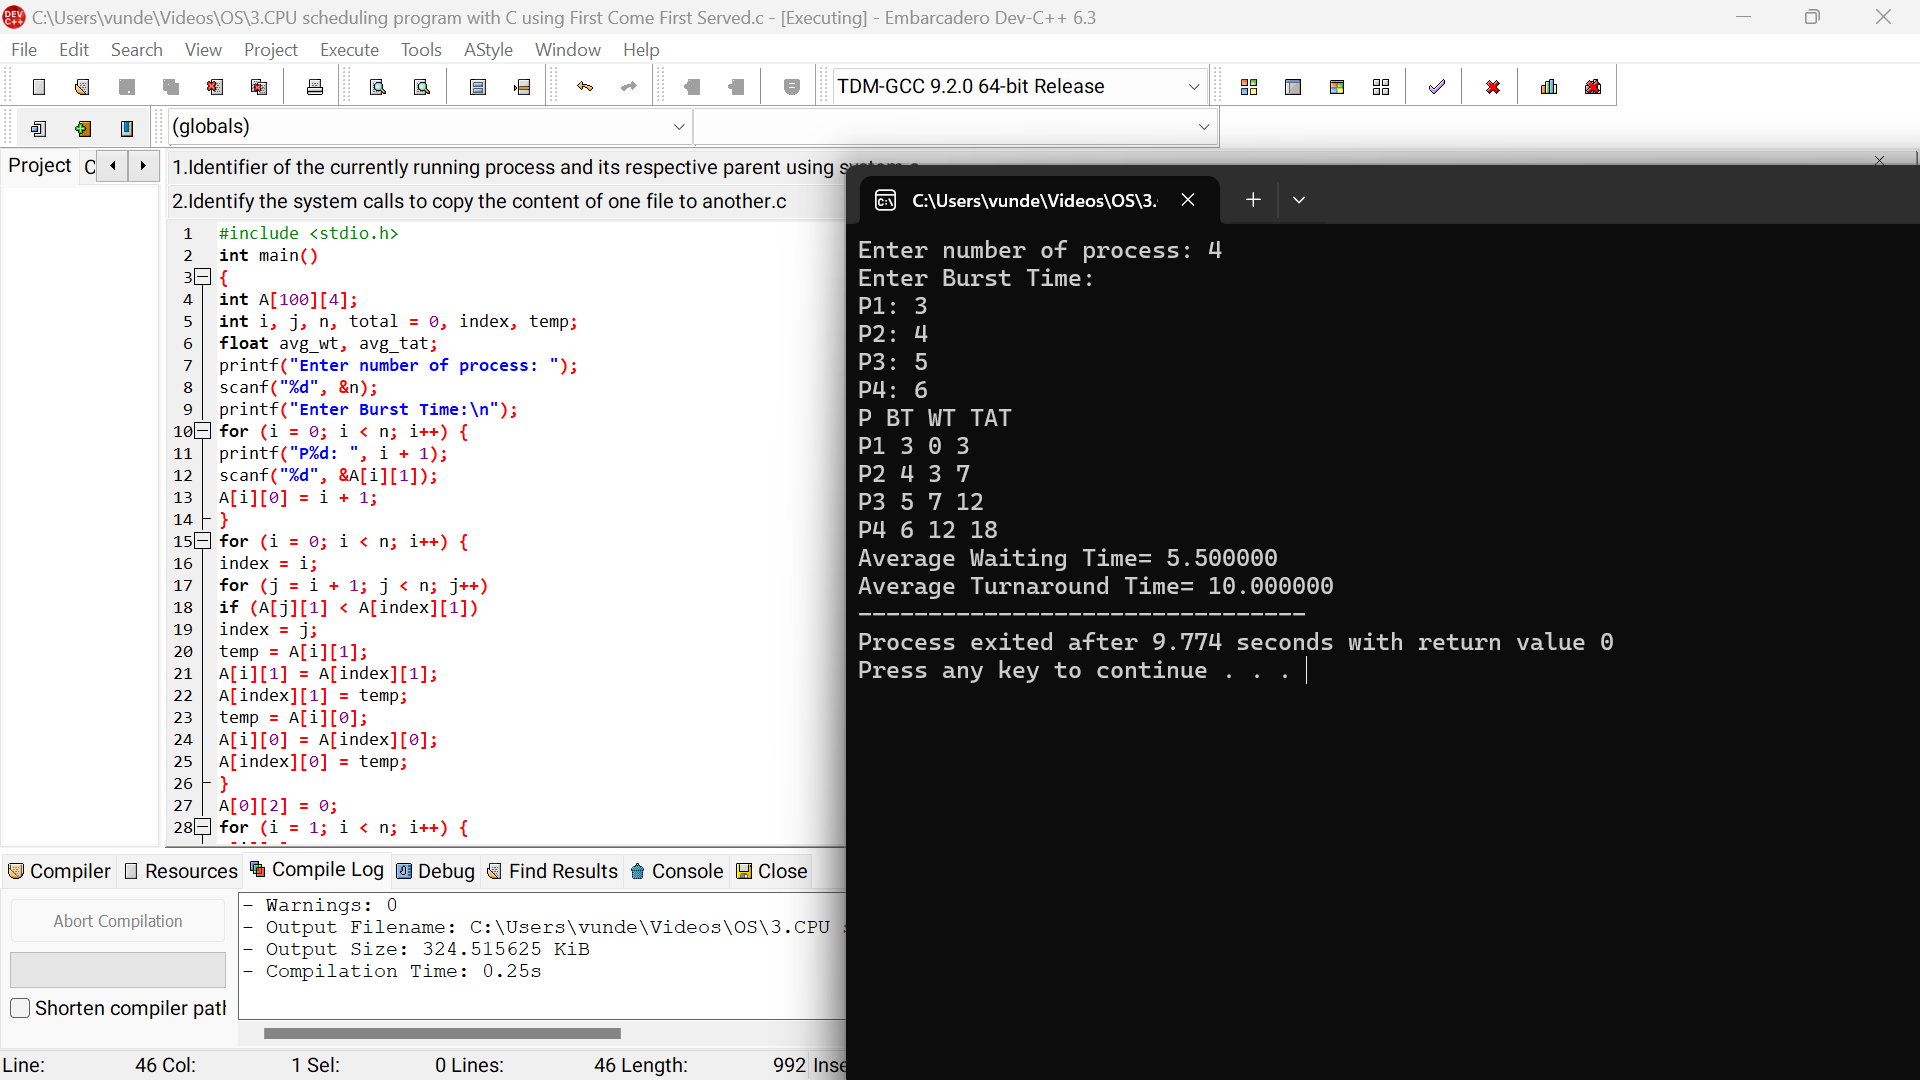 C:\Users\vunde\Videos\OS\3.CPU scheduling program with C using First Come First Served.c - [Executing] - Embarcadero Dev-C++ 6.3
File Edit Search View Project Execute Tools AStyle Window Help
TDM-GCC 9.2.0 64-bit Release
(globals)
Project C
1.Identifier of the currently running process and its respective parent using system c
2.Identify the system calls to copy the content of one file to another.c
1 #include <stdio.h>
2 int main()
3 {
4 int A[100][4];
5 int i, j, n, total = 0, index, temp;
6 float avg_wt, avg_tat;
7 printf("Enter number of process: ");
8 scanf("%d", &n);
9 printf("Enter Burst Time:\n");
10 for (i = 0; i < n; i++) {
11 printf("P%d: ", i + 1);
12 scanf("%d", &A[i][1]);
13 A[i][0] = i + 1;
14 }
15 for (i = 0; i < n; i++) {
16 index = i;
17 for (j = i + 1; j < n; j++)
18 if (A[j][1] < A[index][1])
19 index = j;
20 temp = A[i][1];
21 A[i][1] = A[index][1];
22 A[index][1] = temp;
23 temp = A[i][0];
24 A[i][0] = A[index][0];
25 A[index][0] = temp;
26 }
27 A[0][2] = 0;
28 for (i = 1; i < n; i++) {
C:\Users\vunde\Videos\OS\3.
Enter number of process: 4
Enter Burst Time:
P1: 3
P2: 4
P3: 5
P4: 6
P BT WT TAT
P1 3 0 3
P2 4 3 7
P3 5 7 12
P4 6 12 18
Average Waiting Time= 5.500000
Average Turnaround Time= 10.000000
--------------------------------
Process exited after 9.774 seconds with return value 0
Press any key to continue . . .
Compiler Resources Compile Log Debug Find Results Console Close
Abort Compilation
Shorten compiler path
- Warnings: 0
- Output Filename: C:\Users\vunde\Videos\OS\3.CPU
- Output Size: 324.515625 KiB
- Compilation Time: 0.25s
Line: 46 Col: 1 Sel: 0 Lines: 46 Length: 992 Inse